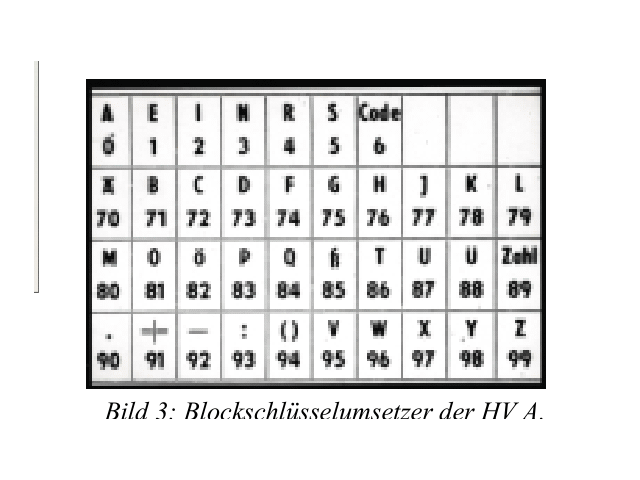 A E I N R S Code
0 1 2 3 4 5 6
Ä B C D F G H J K L
70 71 72 73 74 75 76 77 78 79
M O Ö P Q ß T U Ü Zahl
80 81 82 83 84 85 86 87 88 89
. + — : () V W X Y Z
90 91 92 93 94 95 96 97 98 99
Bild 3: Blockschlüsselumsetzer der HV A.